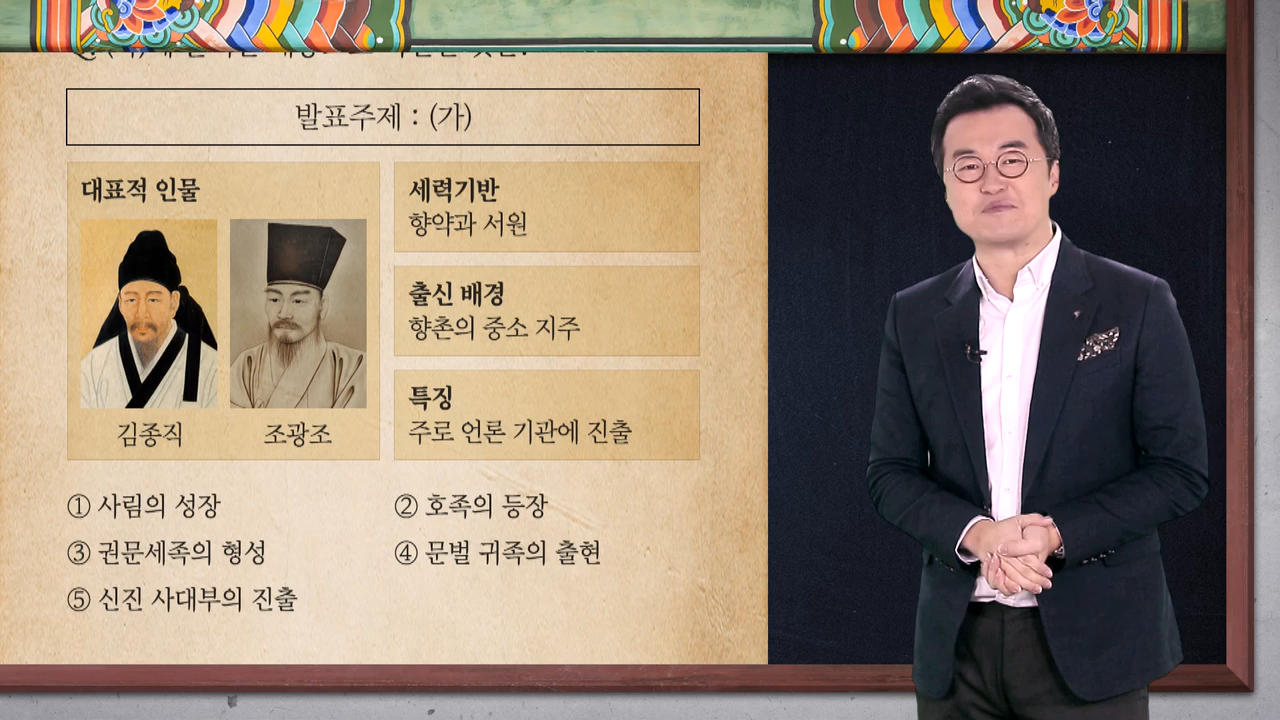 발표주제 : (가)
대표적 인물
김종직
조광조
세력기반
향약과 서원
출신 배경
향촌의 중소 지주
특징
주로 언론 기관에 진출
① 사림의 성장
② 호족의 등장
③ 권문세족의 형성
④ 문벌 귀족의 출현
⑤ 신진 사대부의 진출